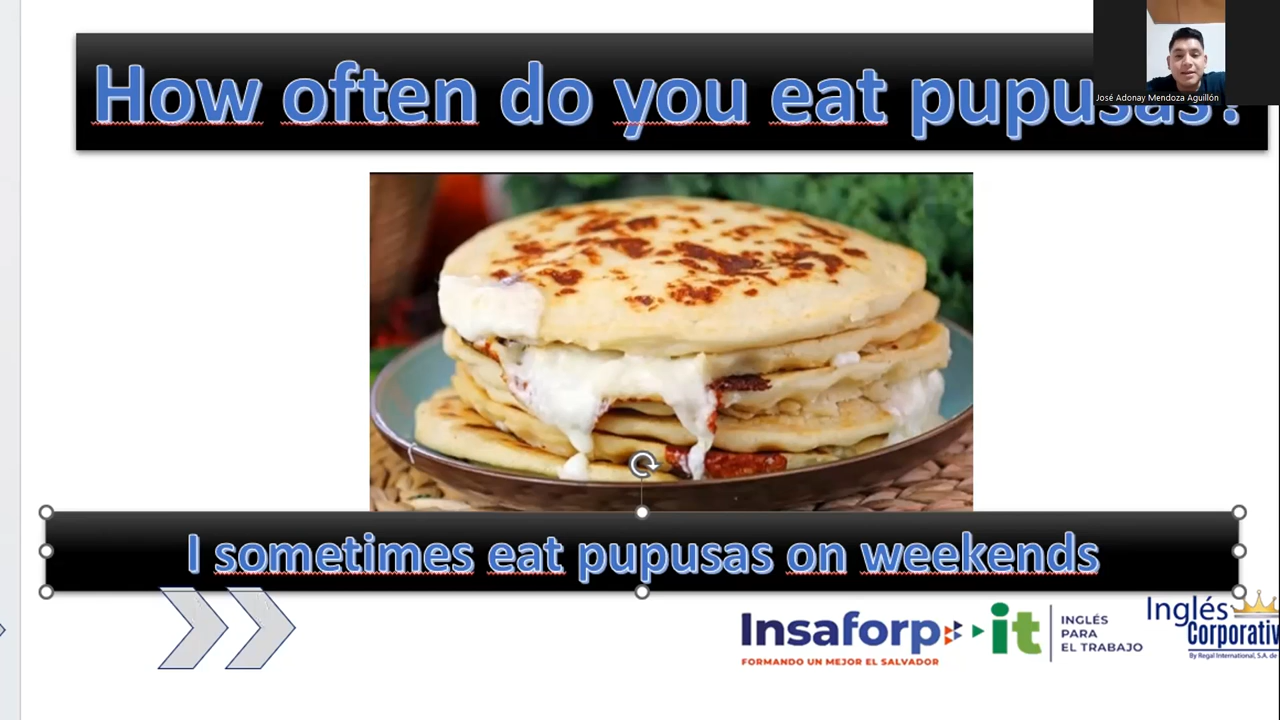 How often do you eat pupusas?
José Adonay Mendoza Aguillón
I sometimes eat pupusas on weekends
Insaforp
FORMANDO UN MEJOR EL SALVADOR
it
INGLÉS
PARA
EL TRABAJO
Inglés
By Regal International, S.A. de